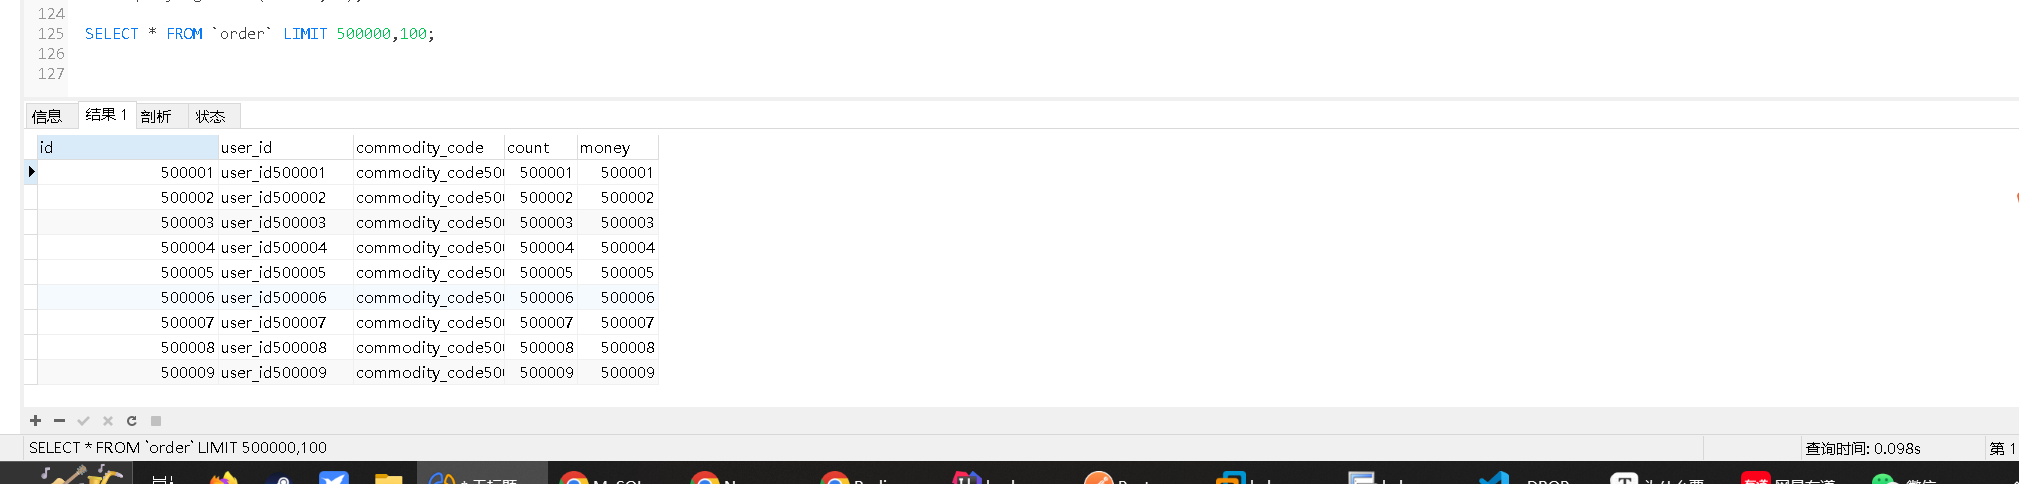 124
125 SELECT * FROM `order` LIMIT 500000,100;
126
127
信息 结果 1 剖析 状态
id user_id commodity_code count money
500001 user_id500001 commodity_code50 500001 500001
500002 user_id500002 commodity_code50 500002 500002
500003 user_id500003 commodity_code50 500003 500003
500004 user_id500004 commodity_code50 500004 500004
500005 user_id500005 commodity_code50 500005 500005
500006 user_id500006 commodity_code50 500006 500006
500007 user_id500007 commodity_code50 500007 500007
500008 user_id500008 commodity_code50 500008 500008
500009 user_id500009 commodity_code50 500009 500009
SELECT * FROM `order` LIMIT 500000,100 查询时间: 0.098s 第 1